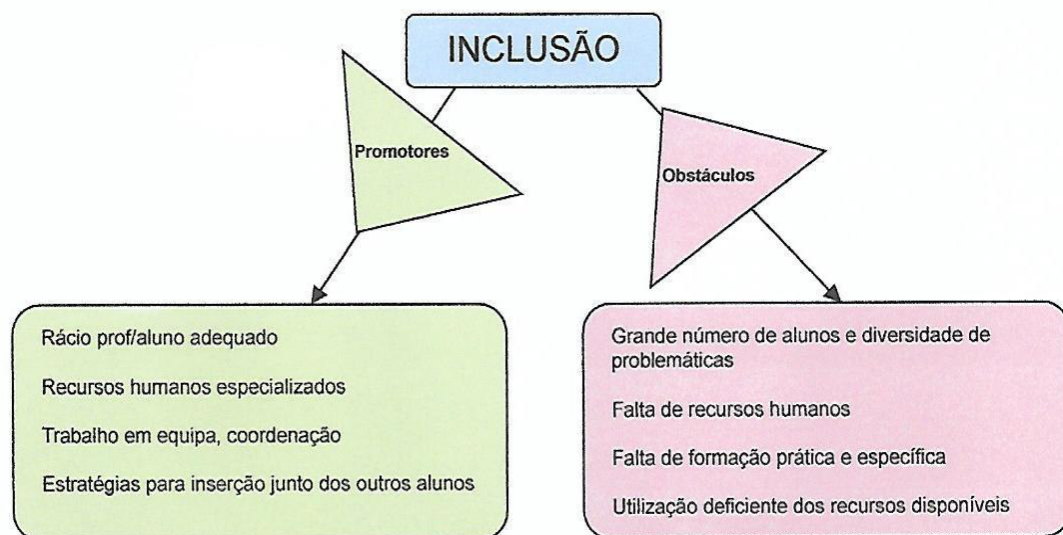 INCLUSÃO
Promotores
Obstáculos
Rácio prof/aluno adequado
Recursos humanos especializados
Trabalho em equipa, coordenação
Estratégias para inserção junto dos outros alunos
Grande número de alunos e diversidade de
problemáticas
Falta de recursos humanos
Falta de formação prática e específica
Utilização deficiente dos recursos disponíveis